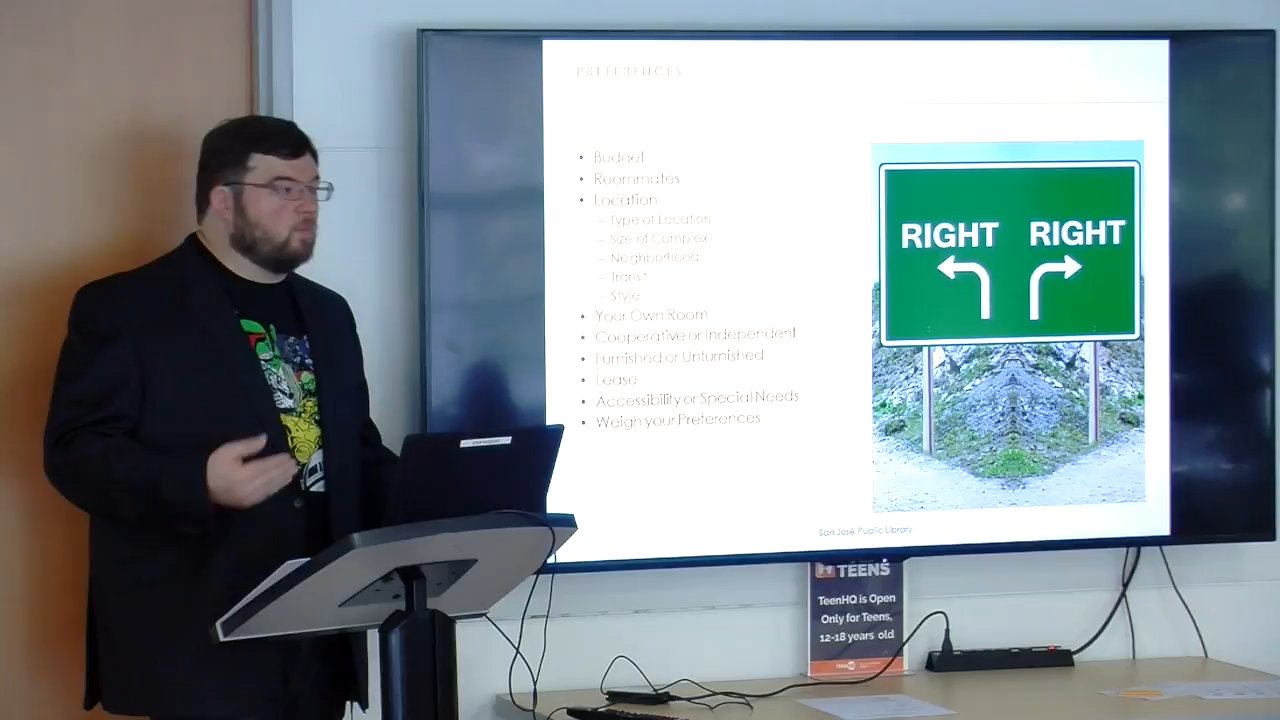 PREFERENCES
• Budget
• Roommates
• Location
– Type of Location
– Size of Complex
– Neighborhood
– Transit
– Style
• Your Own Room
• Cooperative or Independent
• Furnished or Unfurnished
• Lease
• Accessibility or Special Needs
• Weigh your Preferences
RIGHT RIGHT
San José Public Library
TEENS
TeenHQ is Open
Only for Teens,
12-18 years old